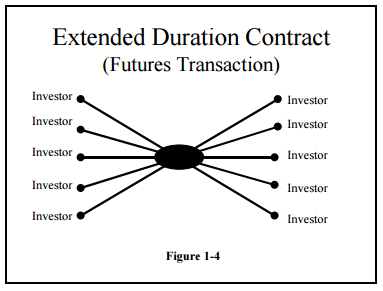 Extended Duration Contract
(Futures Transaction)
Investor
Investor
Investor
Investor
Investor
Investor
Investor
Investor
Investor
Investor
Figure 1-4